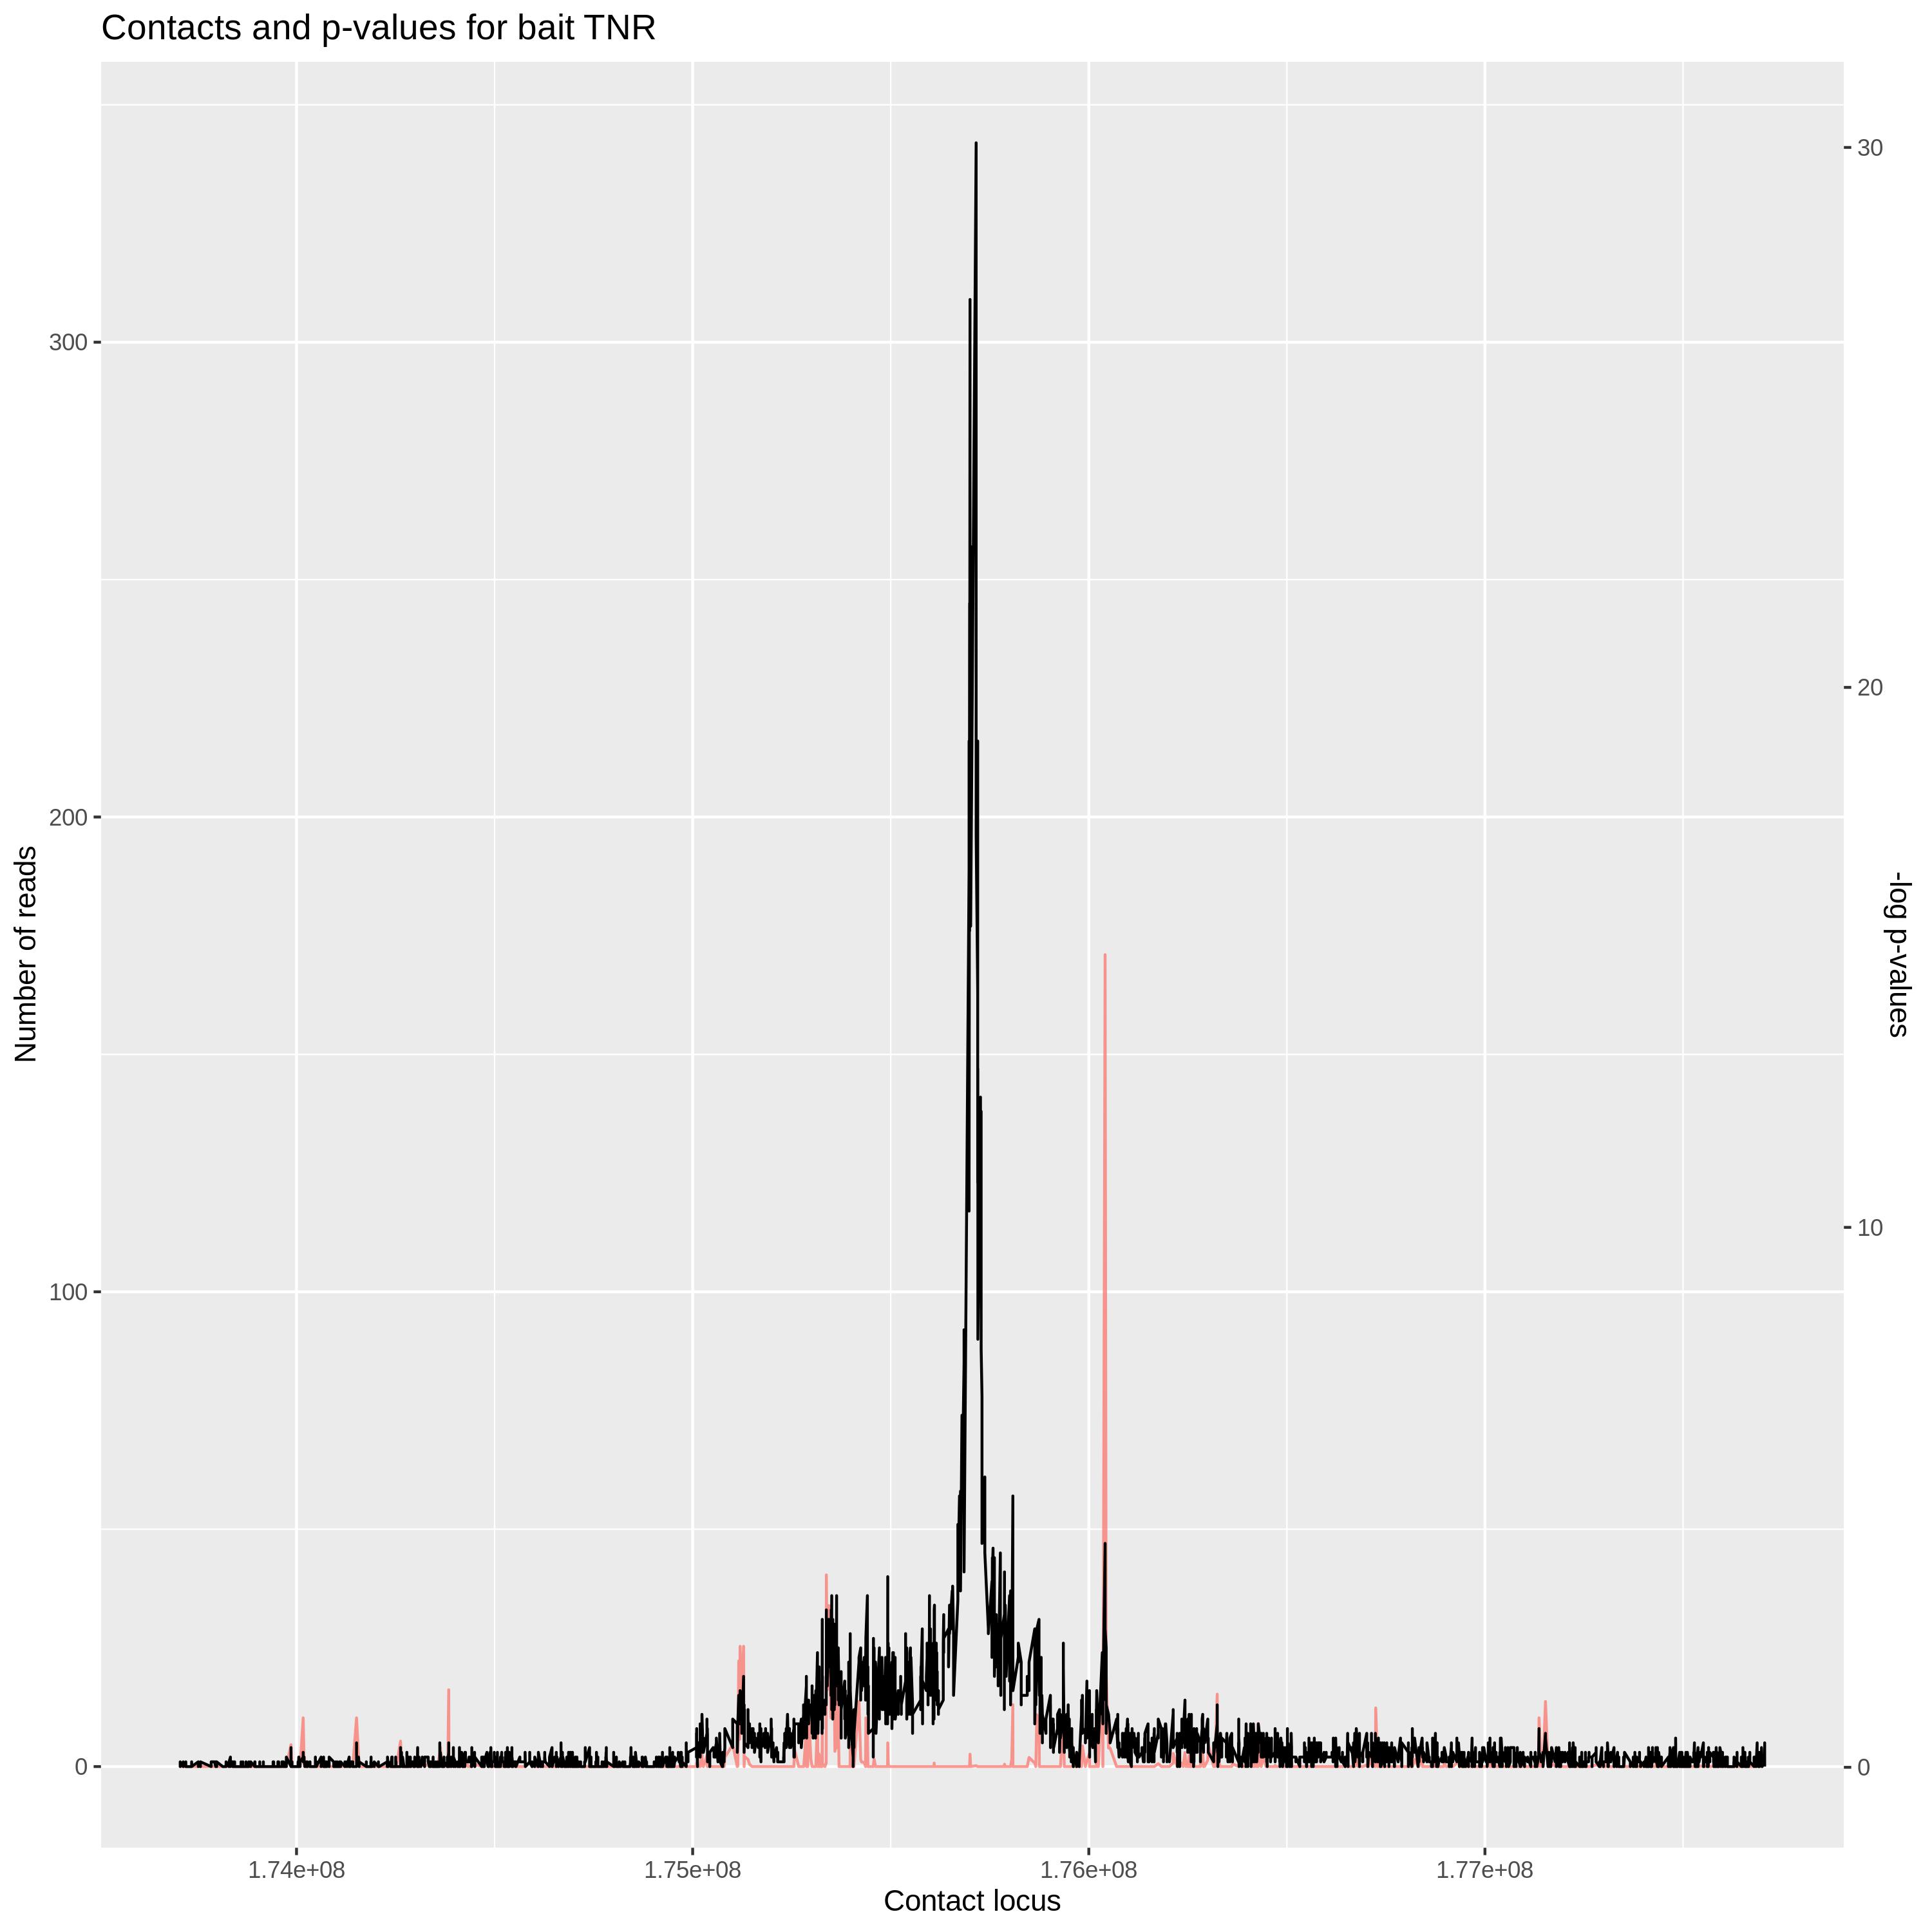 Contacts and p-values for bait TNR
300
200
100
0
30
20
10
0
Number of reads
-log p-values
1.74e+08
1.75e+08
1.76e+08
1.77e+08
Contact locus